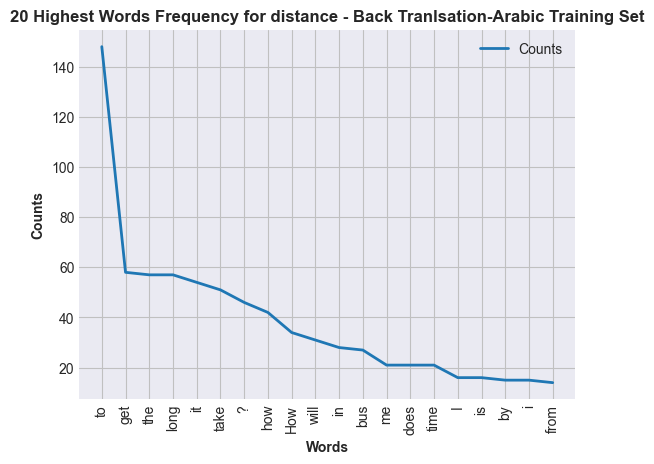 20 Highest Words Frequency for distance - Back Tranlsation-Arabic Training Set
Counts
140
120
100
80
60
40
20
Counts
to get the long it take ? how How will in bus me does time I is by i from
Words